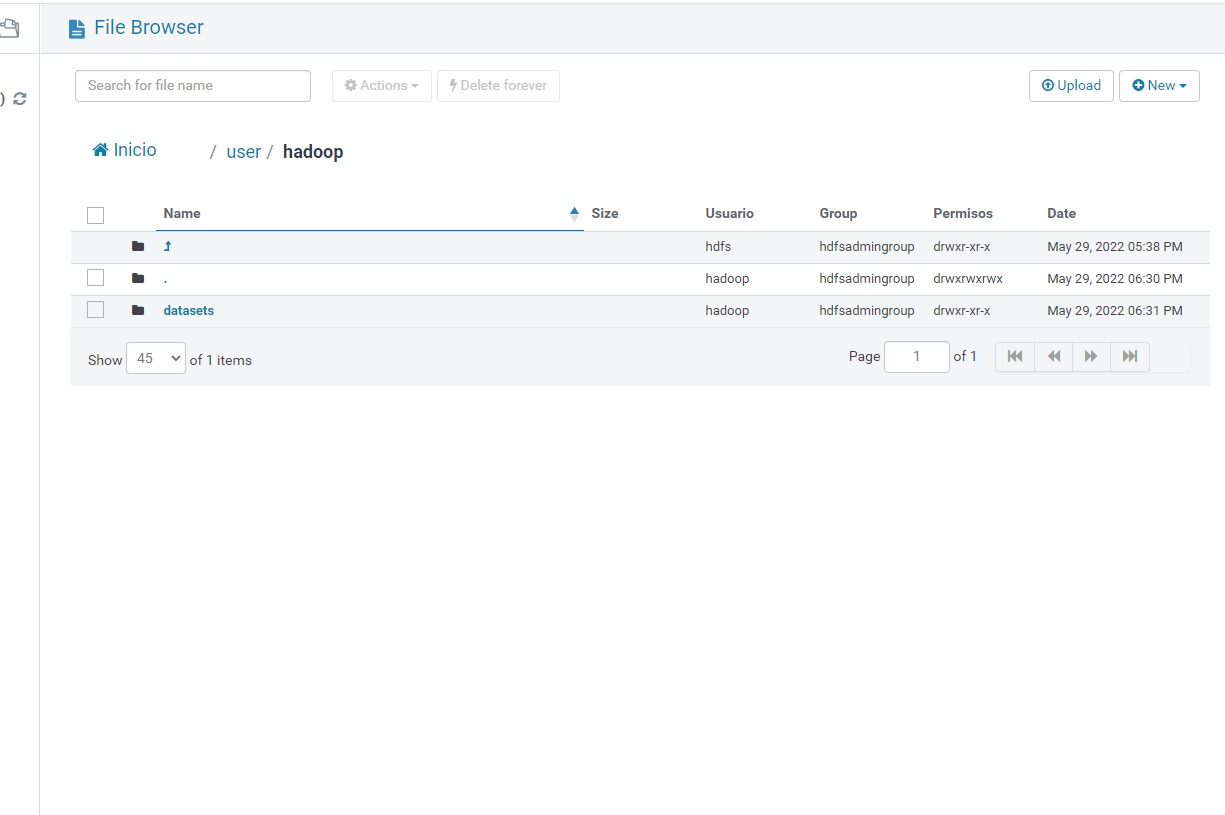 File Browser
)
Search for file name Actions Delete forever Upload New
Inicio / user / hadoop
Name Size Usuario Group Permisos Date
hdfs hdfsadmingroup drwxr-xr-x May 29, 2022 05:38 PM
. hadoop hdfsadmingroup drwxrwxrwx May 29, 2022 06:30 PM
datasets hadoop hdfsadmingroup drwxr-xr-x May 29, 2022 06:31 PM
Show 45 of 1 items Page 1 of 1